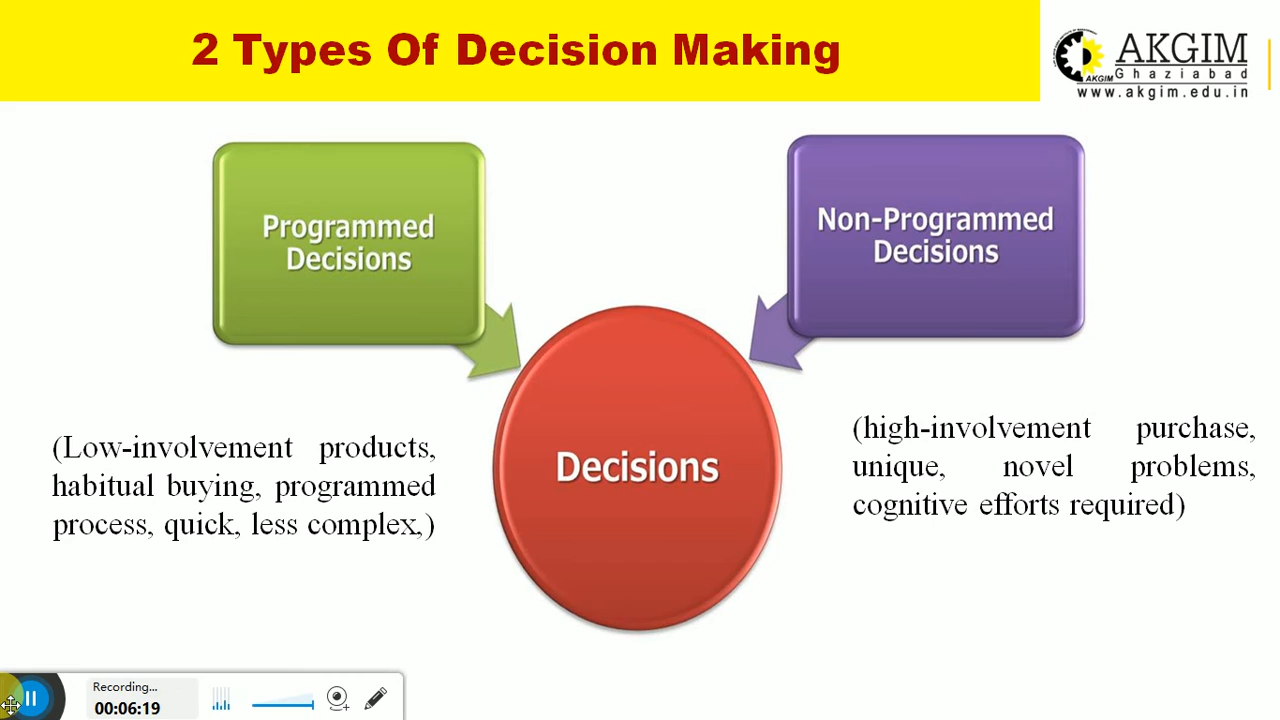 2 Types Of Decision Making
AKGIM
Ghaziabad
AKGIM
www.akgim.edu.in
Programmed
Decisions
Non-Programmed
Decisions
Decisions
(Low-involvement products,
habitual buying, programmed
process, quick, less complex,)
(high-involvement purchase,
unique, novel problems,
cognitive efforts required)
Recording...
00:06:19